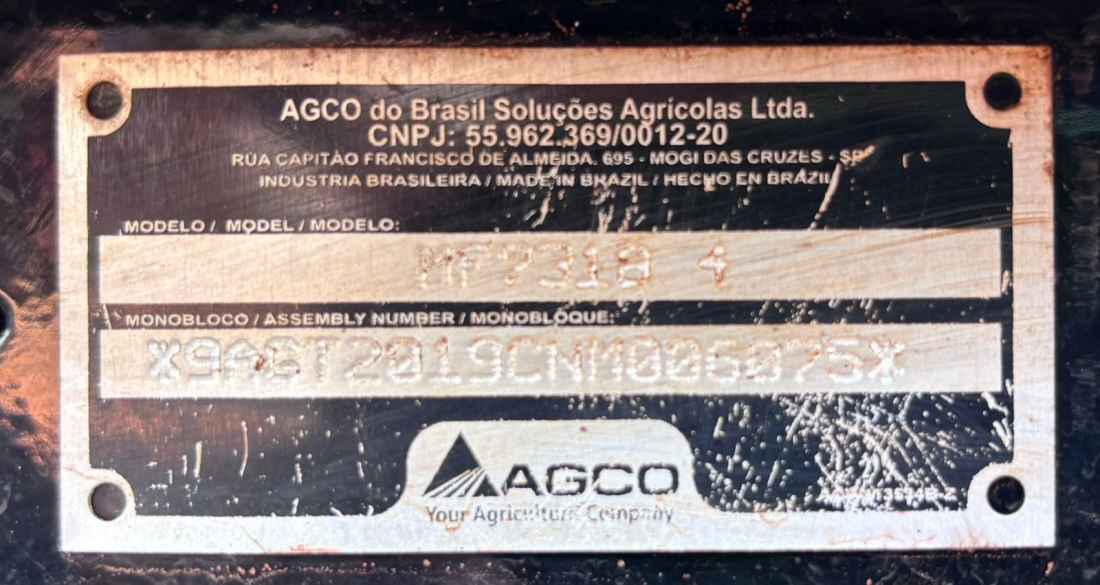 AGCO do Brasil Soluções Agrícolas Ltda.
CNPJ: 55.962.369/0012-20
RUA CAPITÃO FRANCISCO DE ALMEIDA, 695 - MOGI DAS CRUZES - SP
INDUSTRIA BRASILEIRA / MADE IN BRAZIL / HECHO EN BRAZIL
MODELO / MODEL / MODELO:
MF7318 4
MONOBLOCO / ASSEMBLY NUMBER / MONOBLOQUE:
*9AGT2019CNM006075*
AGCO
Your Agriculture Company